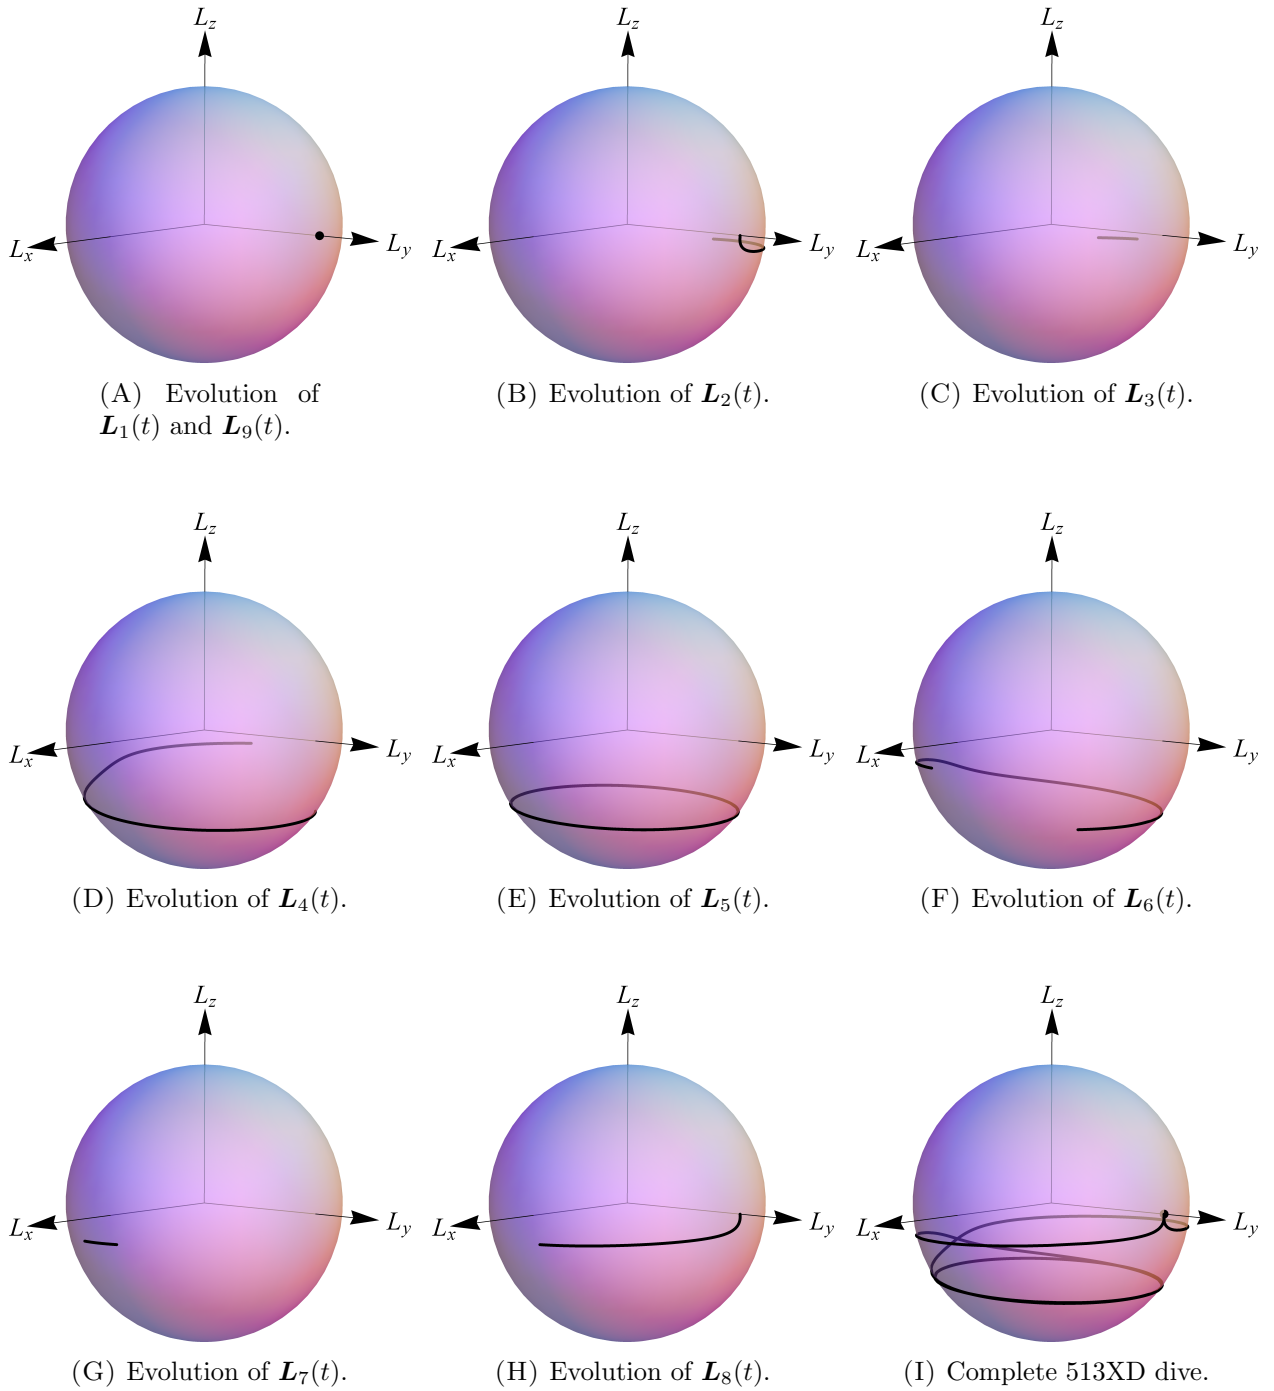 L_z L_z L_z
L_x L_y L_x L_y L_x L_y
(A) Evolution of
L_1(t) and L_9(t).
(B) Evolution of L_2(t).
(C) Evolution of L_3(t).
L_z L_z L_z
L_x L_y L_x L_y L_x L_y
(D) Evolution of L_4(t).
(E) Evolution of L_5(t).
(F) Evolution of L_6(t).
L_z L_z L_z
L_x L_y L_x L_y L_x L_y
(G) Evolution of L_7(t).
(H) Evolution of L_8(t).
(I) Complete 513XD dive.